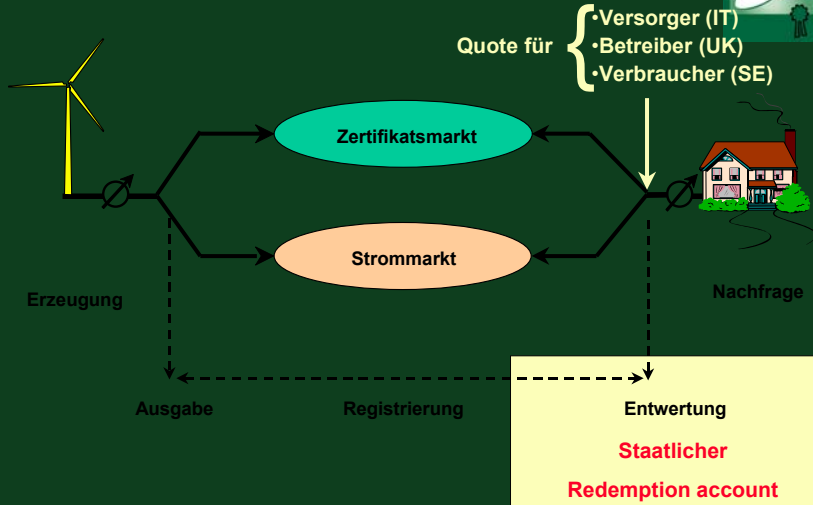 •Versorger (IT)
Quote für { •Betreiber (UK)
•Verbraucher (SE)
Zertifikatsmarkt
Strommarkt
Erzeugung
Nachfrage
Ausgabe Registrierung Entwertung
Staatlicher
Redemption account